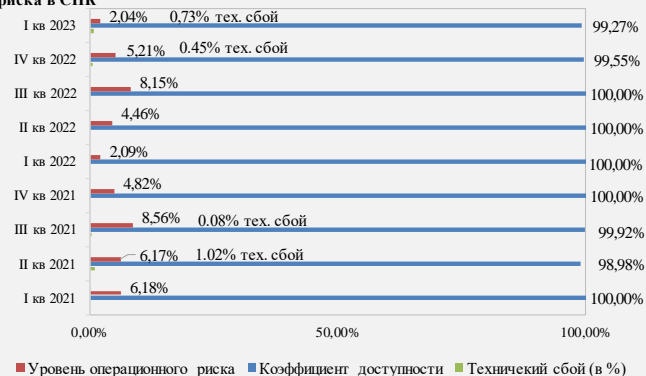 риска в СПК
I кв 2023 2,04% 0,73% тех. сбой 99,27%
IV кв 2022 5,21% 0.45% тех. сбой 99,55%
III кв 2022 8,15% 100,00%
II кв 2022 4,46% 100,00%
I кв 2022 2,09% 100,00%
IV кв 2021 4,82% 100,00%
III кв 2021 8,56% 0.08% тех. сбой 99,92%
II кв 2021 6,17% 1.02% тех. сбой 98,98%
I кв 2021 6,18% 100,00%
0,00% 50,00% 100,00%
Уровень операционного риска Коэффициент доступности Техничекий сбой (в %)